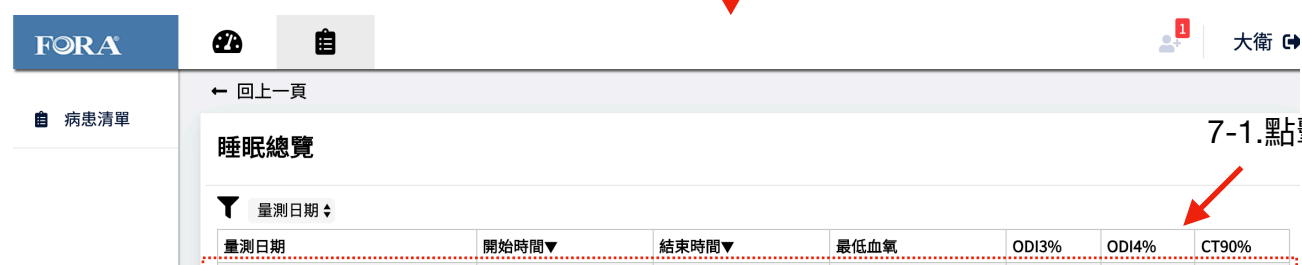 FORA
1
大衛
← 回上一頁
病患清單
7-1.點
睡眠總覽
量測日期
量測日期 開始時間▼ 結束時間▼ 最低血氧 ODI3% ODI4% CT90%